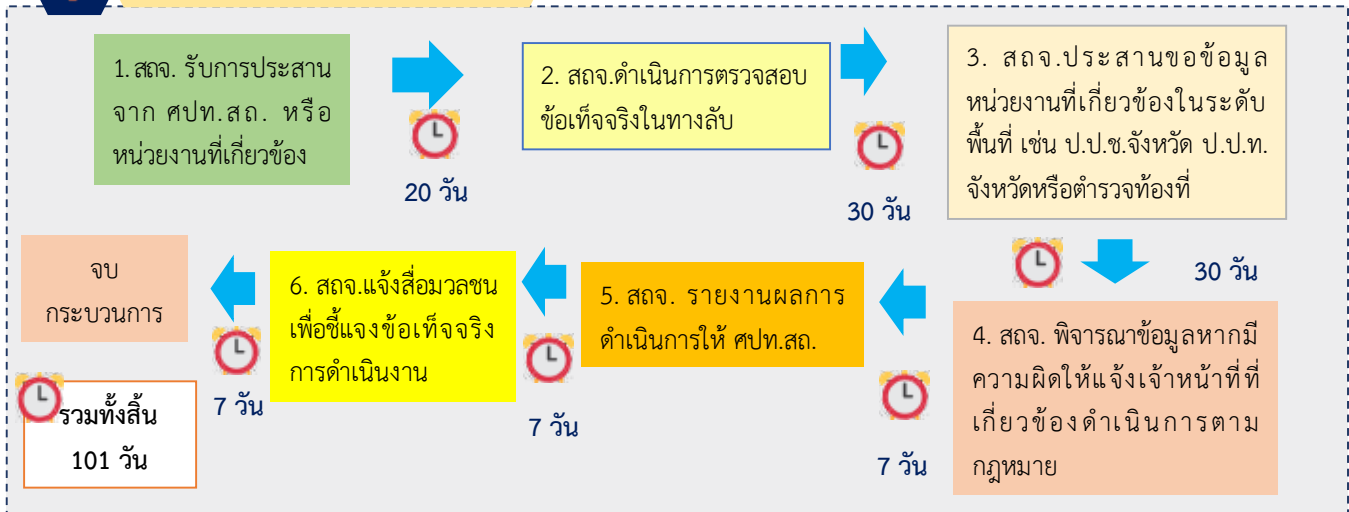 1. สถจ. รับการประสาน
จาก ศปท.สถ. หรือ
หน่วยงานที่เกี่ยวข้อง
20 วัน
2. สถจ.ดำเนินการตรวจสอบ
ข้อเท็จจริงในทางลับ
30 วัน
3. สถจ.ประสานขอข้อมูล
หน่วยงานที่เกี่ยวข้องในระดับ
พื้นที่ เช่น ป.ป.ช.จังหวัด ป.ป.ท.
จังหวัดหรือตำรวจท้องที่
30 วัน
4. สถจ. พิจารณาข้อมูลหากมี
ความผิดให้แจ้งเจ้าหน้าที่ที่
เกี่ยวข้องดำเนินการตาม
กฎหมาย
7 วัน
5. สถจ. รายงานผลการ
ดำเนินการให้ ศปท.สถ.
7 วัน
6. สถจ.แจ้งสื่อมวลชน
เพื่อชี้แจงข้อเท็จจริง
การดำเนินงาน
7 วัน
จบ
กระบวนการ
รวมทั้งสิ้น
101 วัน